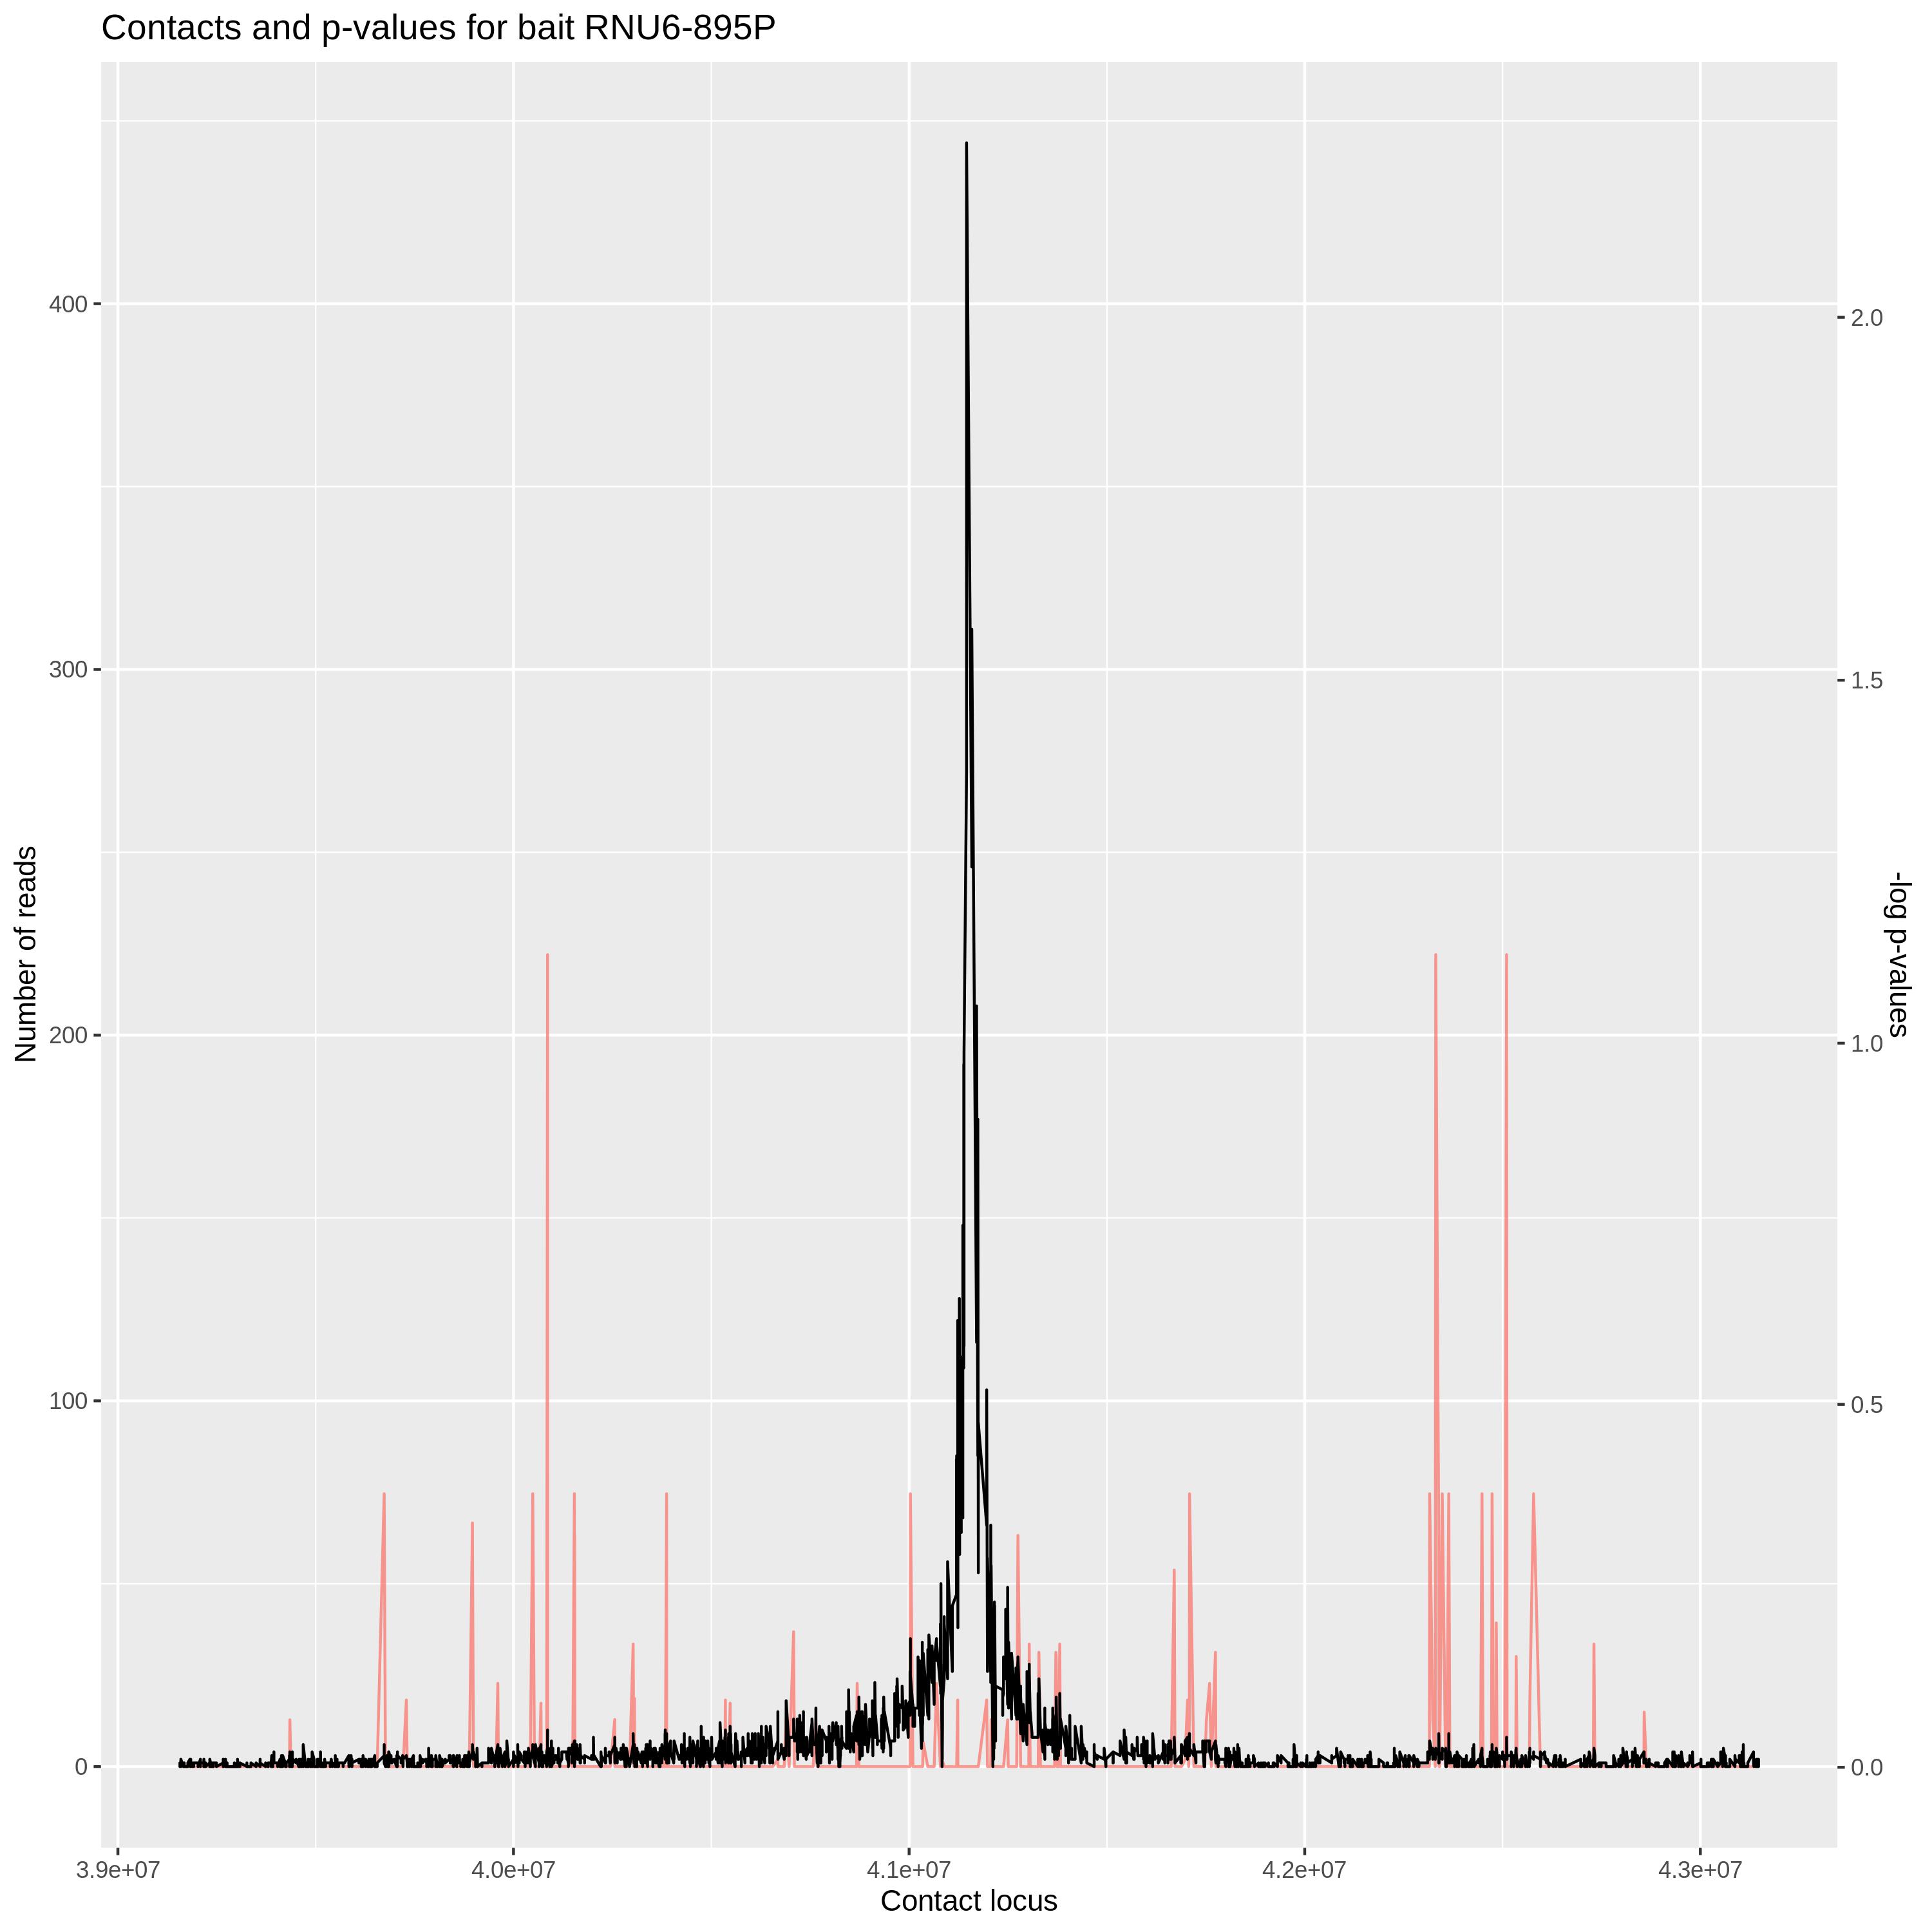 Contacts and p-values for bait RNU6-895P
400
300
200
100
0
Number of reads
2.0
1.5
1.0
0.5
0.0
-log p-values
3.9e+07
4.0e+07
4.1e+07
4.2e+07
4.3e+07
Contact locus